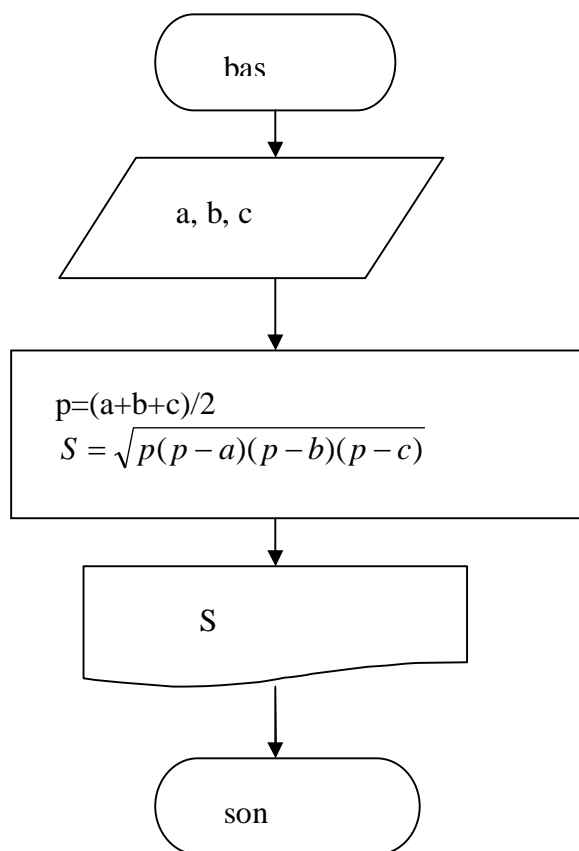 bas
a, b, c
p=(a+b+c)/2
S = √p(p − a)(p − b)(p − c)
S
son